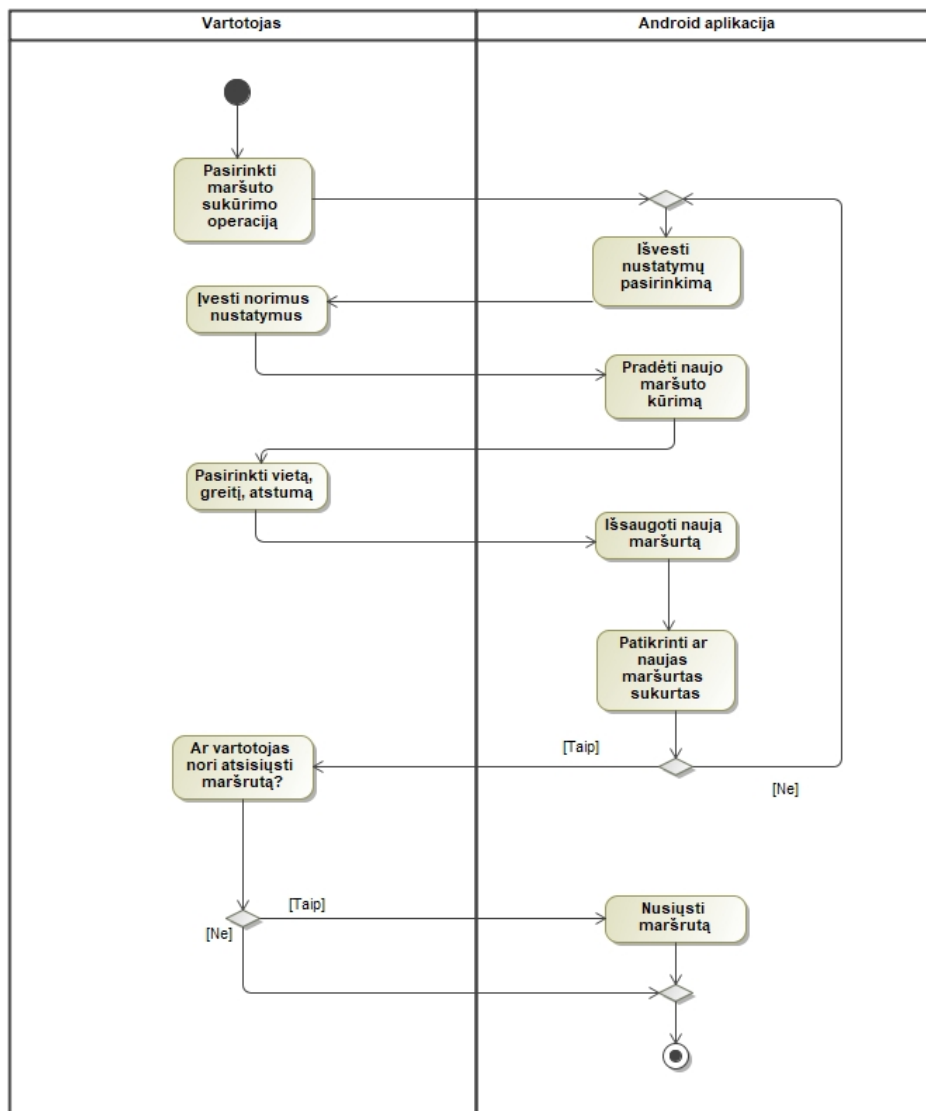 Vartotojas
Android aplikacija
Pasirinkti
maršuto
sukūrimo
operaciją
Išvesti
nustatymų
pasirinkimą
Įvesti norimus
nustatymus
Pradėti naujo
maršuto
kūrimą
Pasirinkti vietą,
greitį, atstumą
Išsaugoti naują
maršurtą
Patikrinti ar
naujas
maršurtas
sukurtas
[Taip]
[Ne]
Ar vartotojas
nori atsisiųsti
maršrutą?
[Taip]
[Ne]
Nusiųsti
maršrutą